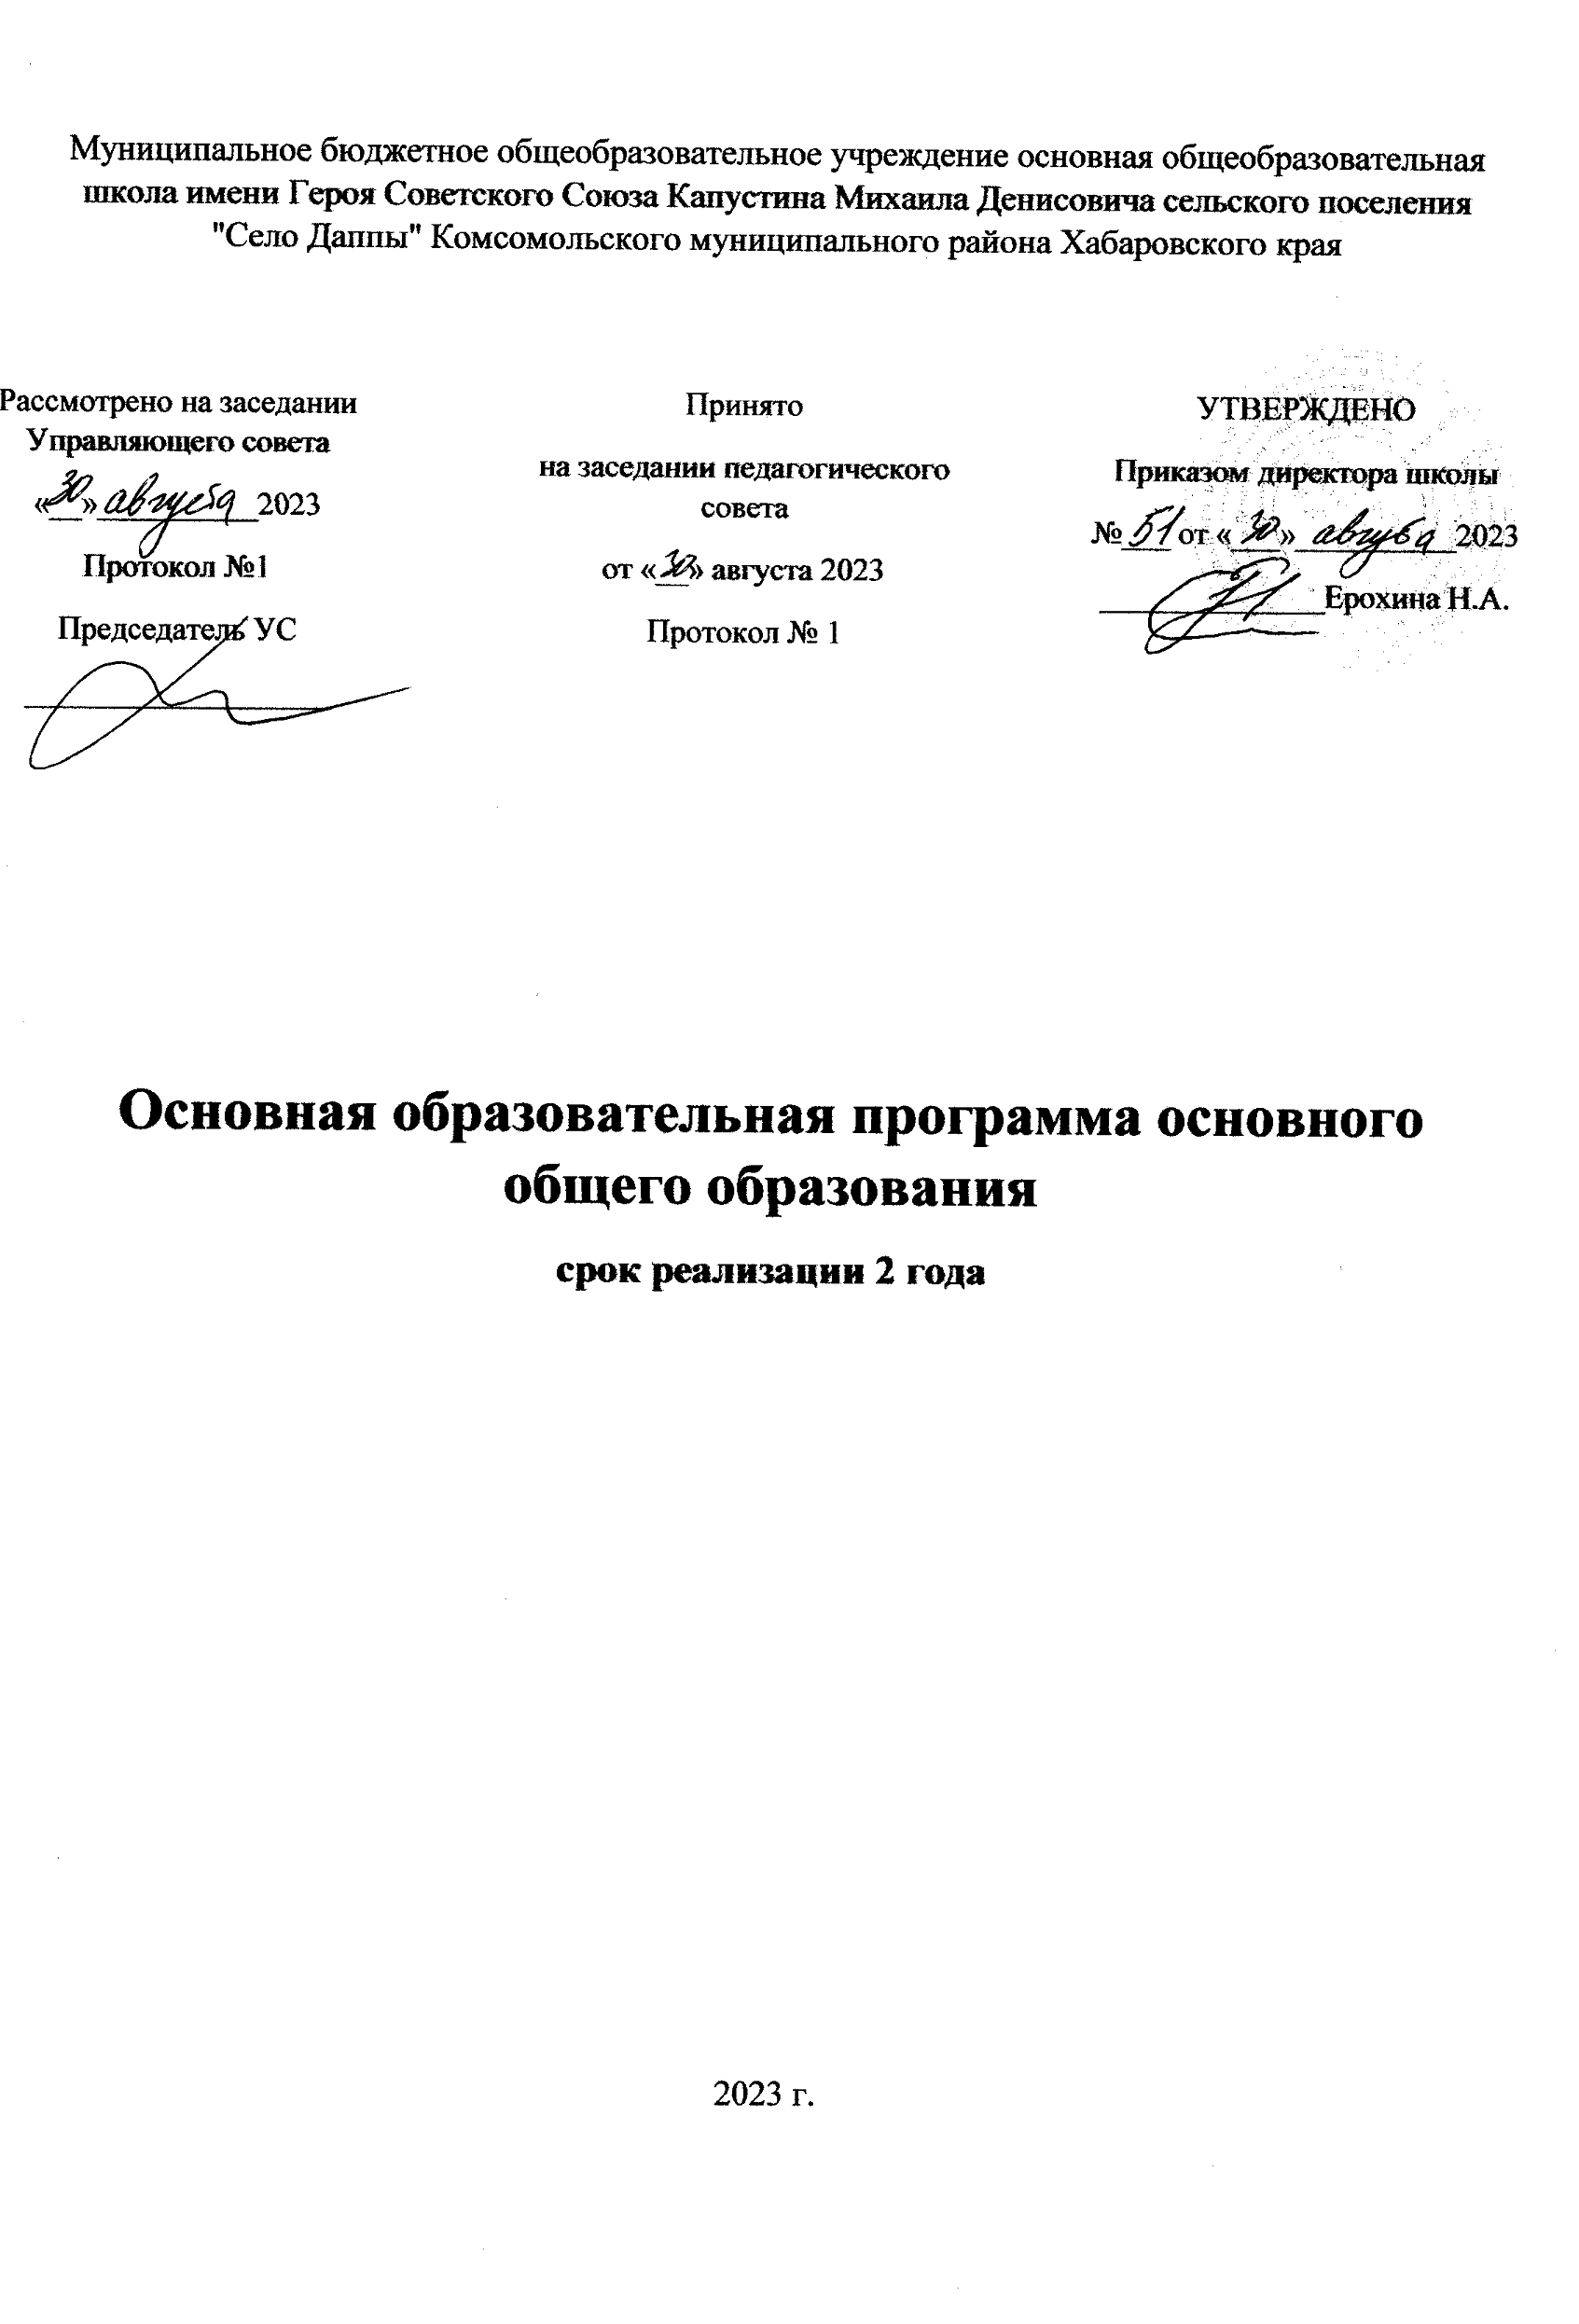 Муниципальное бюджетное общеобразовательное учреждение основная общеобразовательная
школа имени Героя Советского Союза Капустина Михаила Денисовича сельского поселения
"Село Даппы" Комсомольского муниципального района Хабаровского края
Рассмотрено на заседании
Управляющего совета
«30» августа 2023
Протокол №1
Председатель УС
Принято
на заседании педагогического
совета
от «30» августа 2023
Протокол № 1
УТВЕРЖДЕНО
Приказом директора школы
№ 51 от «30» августа 2023
Ерохина Н.А.
Основная образовательная программа основного
общего образования
срок реализации 2 года
2023 г.